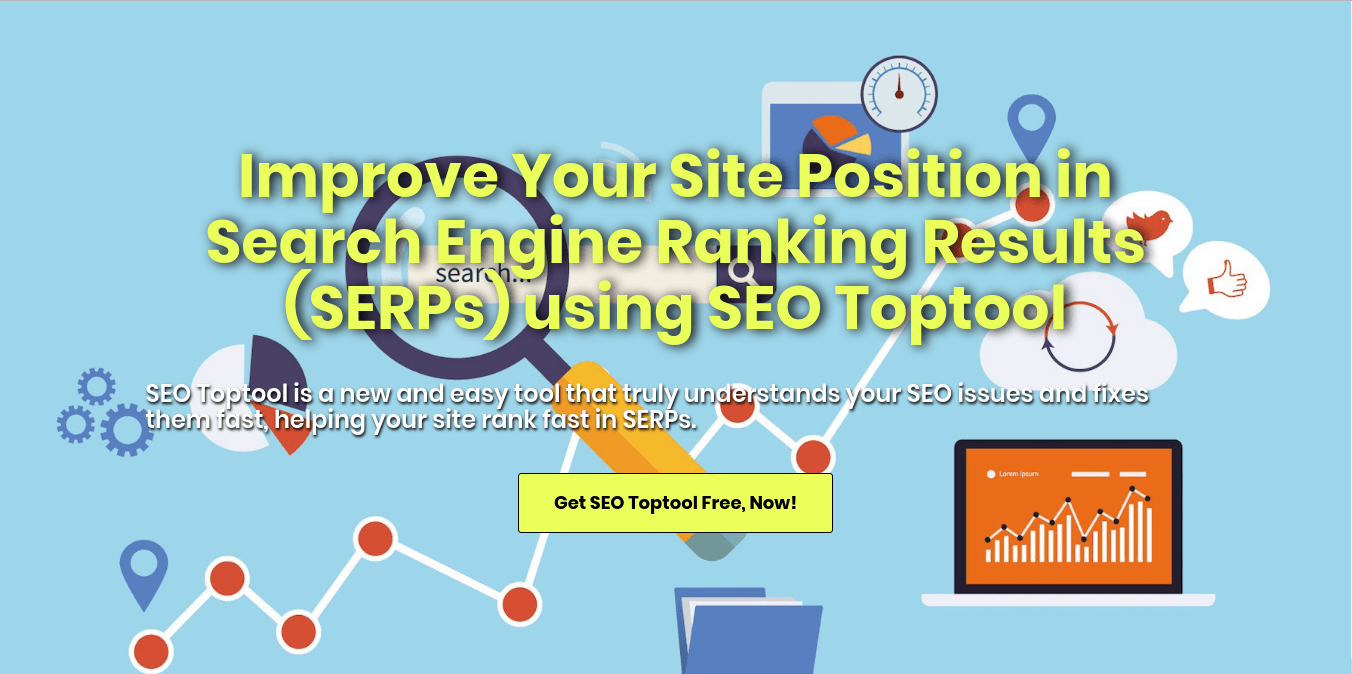 Improve Your Site Position in
Search Engine Ranking Results
search...
(SERPs) using SEO Toptool
SEO Toptool is a new and easy tool that truly understands your SEO issues and fixes
them fast, helping your site rank fast in SERPs.
Lorem Ipsum
Get SEO Toptool Free, Now!